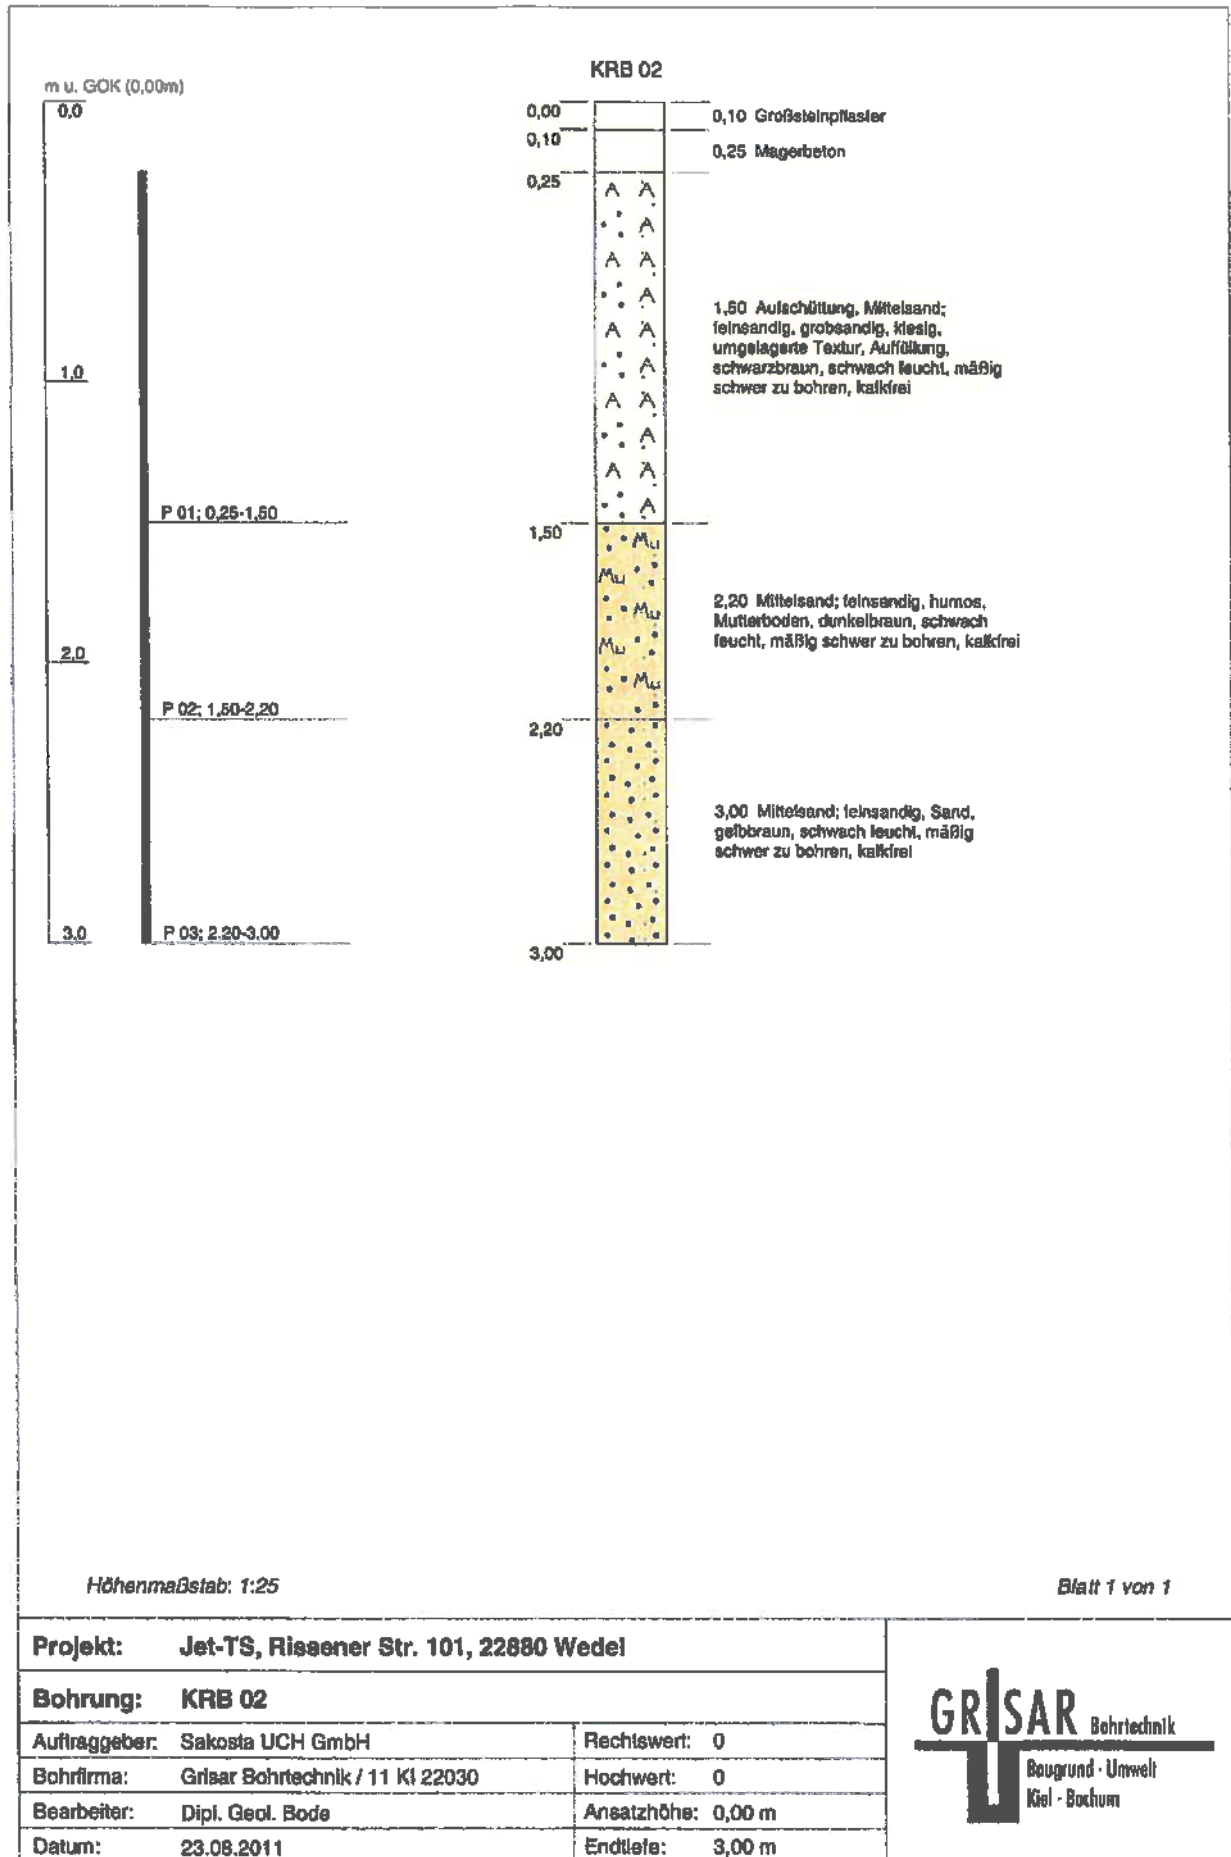 KRB 02
m u. GOK (0,00m)
0,0
1,0
2,0
3,0
P 01; 0,25-1,50
P 02; 1,50-2,20
P 03; 2,20-3,00
0,00
0,10
0,25
1,50
2,20
3,00
0,10 Großsteinpflaster
0,25 Magerbeton
A A
A
A A
A
A A
A
A A
A
A A
A
1,50 Aufschüttung, Mittelsand;
feinsandig, grobsandig, kiesig,
umgelagerte Textur, Auffüllung,
schwarzbraun, schwach feucht, mäßig
schwer zu bohren, kalkfrei
Mu
Mu
Mu
Mu
Mu
2,20 Mittelsand; feinsandig, humos,
Mutterboden, dunkelbraun, schwach
feucht, mäßig schwer zu bohren, kalkfrei
3,00 Mittelsand; feinsandig, Sand,
gelbbraun, schwach feucht, mäßig
schwer zu bohren, kalkfrei
Höhenmaßstab: 1:25
Blatt 1 von 1
Projekt: Jet-TS, Rissener Str. 101, 22880 Wedel
Bohrung: KRB 02
Auftraggeber: Sakosta UCH GmbH
Rechtswert: 0
Bohrfirma: Grisar Bohrtechnik / 11 KI 22030
Hochwert: 0
Bearbeiter: Dipl. Geol. Bode
Ansatzhöhe: 0,00 m
Datum: 23.08.2011
Endtiefe: 3,00 m
GRISAR Bohrtechnik
Baugrund · Umwelt
Kiel - Bochum